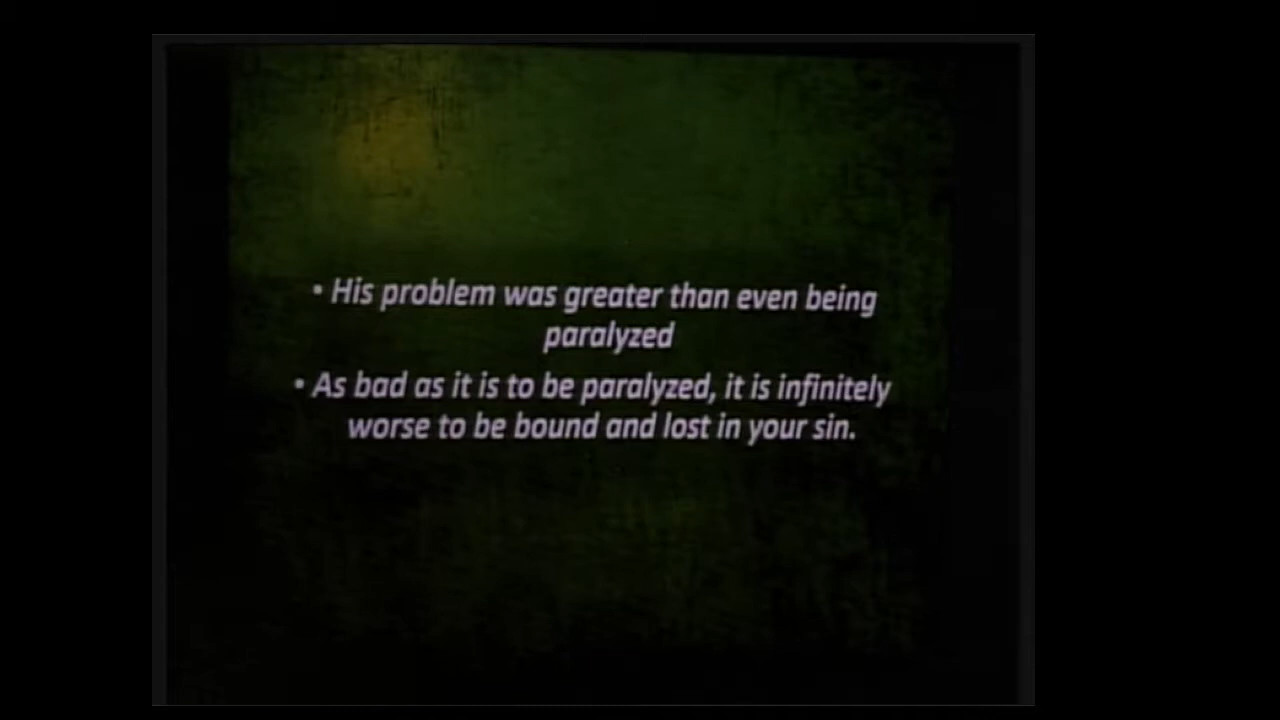 • His problem was greater than even being
paralyzed
• As bad as it is to be paralyzed, it is infinitely
worse to be bound and lost in your sin.